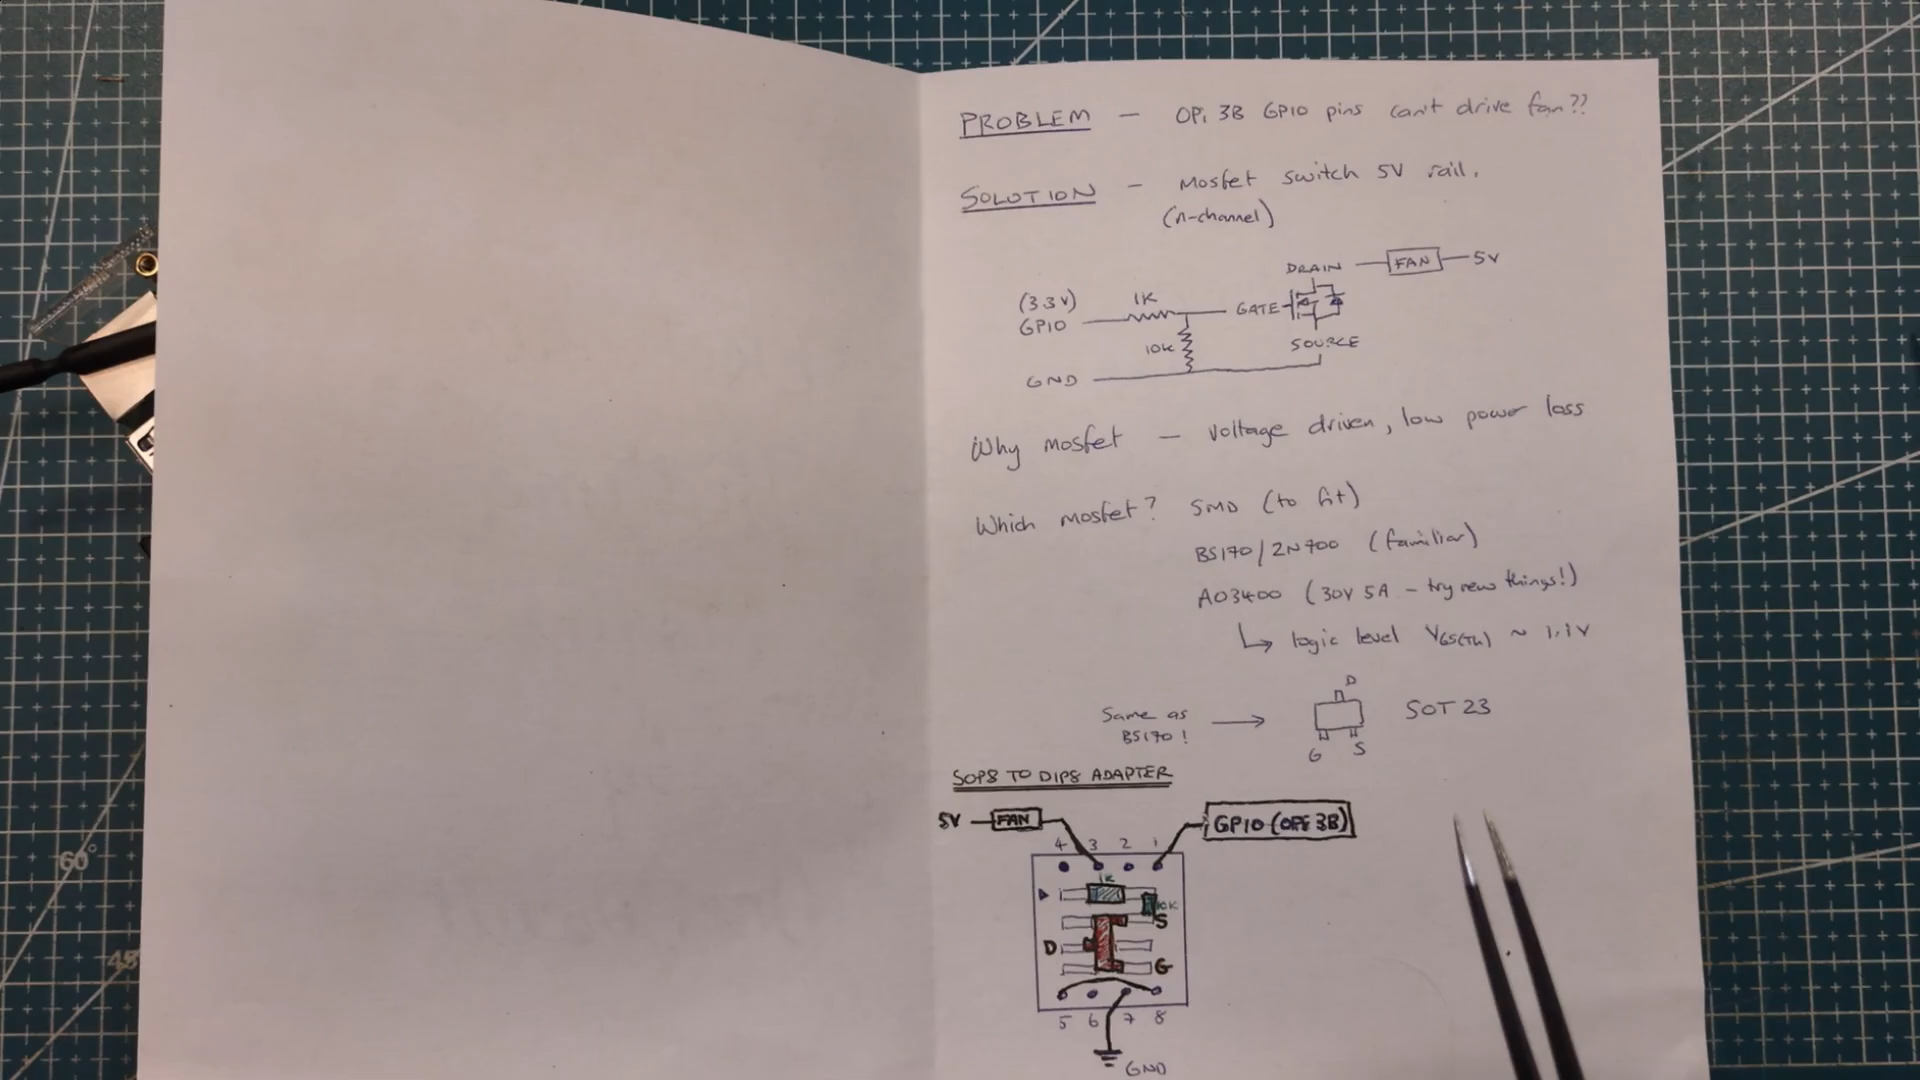 PROBLEM — OPi 3B GPIO pins can't drive fan??
SOLUTION — Mosfet switch 5V rail.
(n-channel)
DRAIN FAN 5V
(3.3V) 1K
GPIO GATE
10K SOURCE
GND
Why mosfet — voltage driven, low power loss
Which mosfet? SMD (to fit)
BS170/2N700 (familiar)
AO3400 (30V 5A - try new things!)
↳ logic level VGS(TH) ~ 1.1V
D
Same as → SOT 23
BS170!
G S
SOP8 TO DIP8 ADAPTER
5V FAN GPIO (OPi 3B)
4 3 2 1
1K
10K
S
D
G
5 6 7 8
GND
60°
45